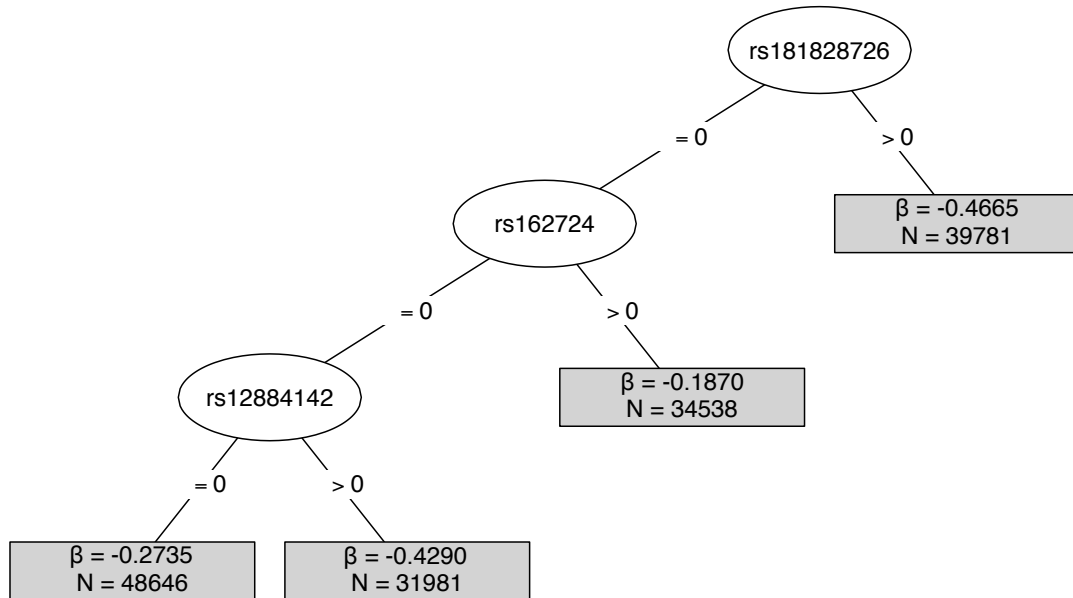 rs181828726
= 0
> 0
rs162724
β = -0.4665
N = 39781
= 0
> 0
rs12884142
β = -0.1870
N = 34538
= 0
> 0
β = -0.2735
N = 48646
β = -0.4290
N = 31981